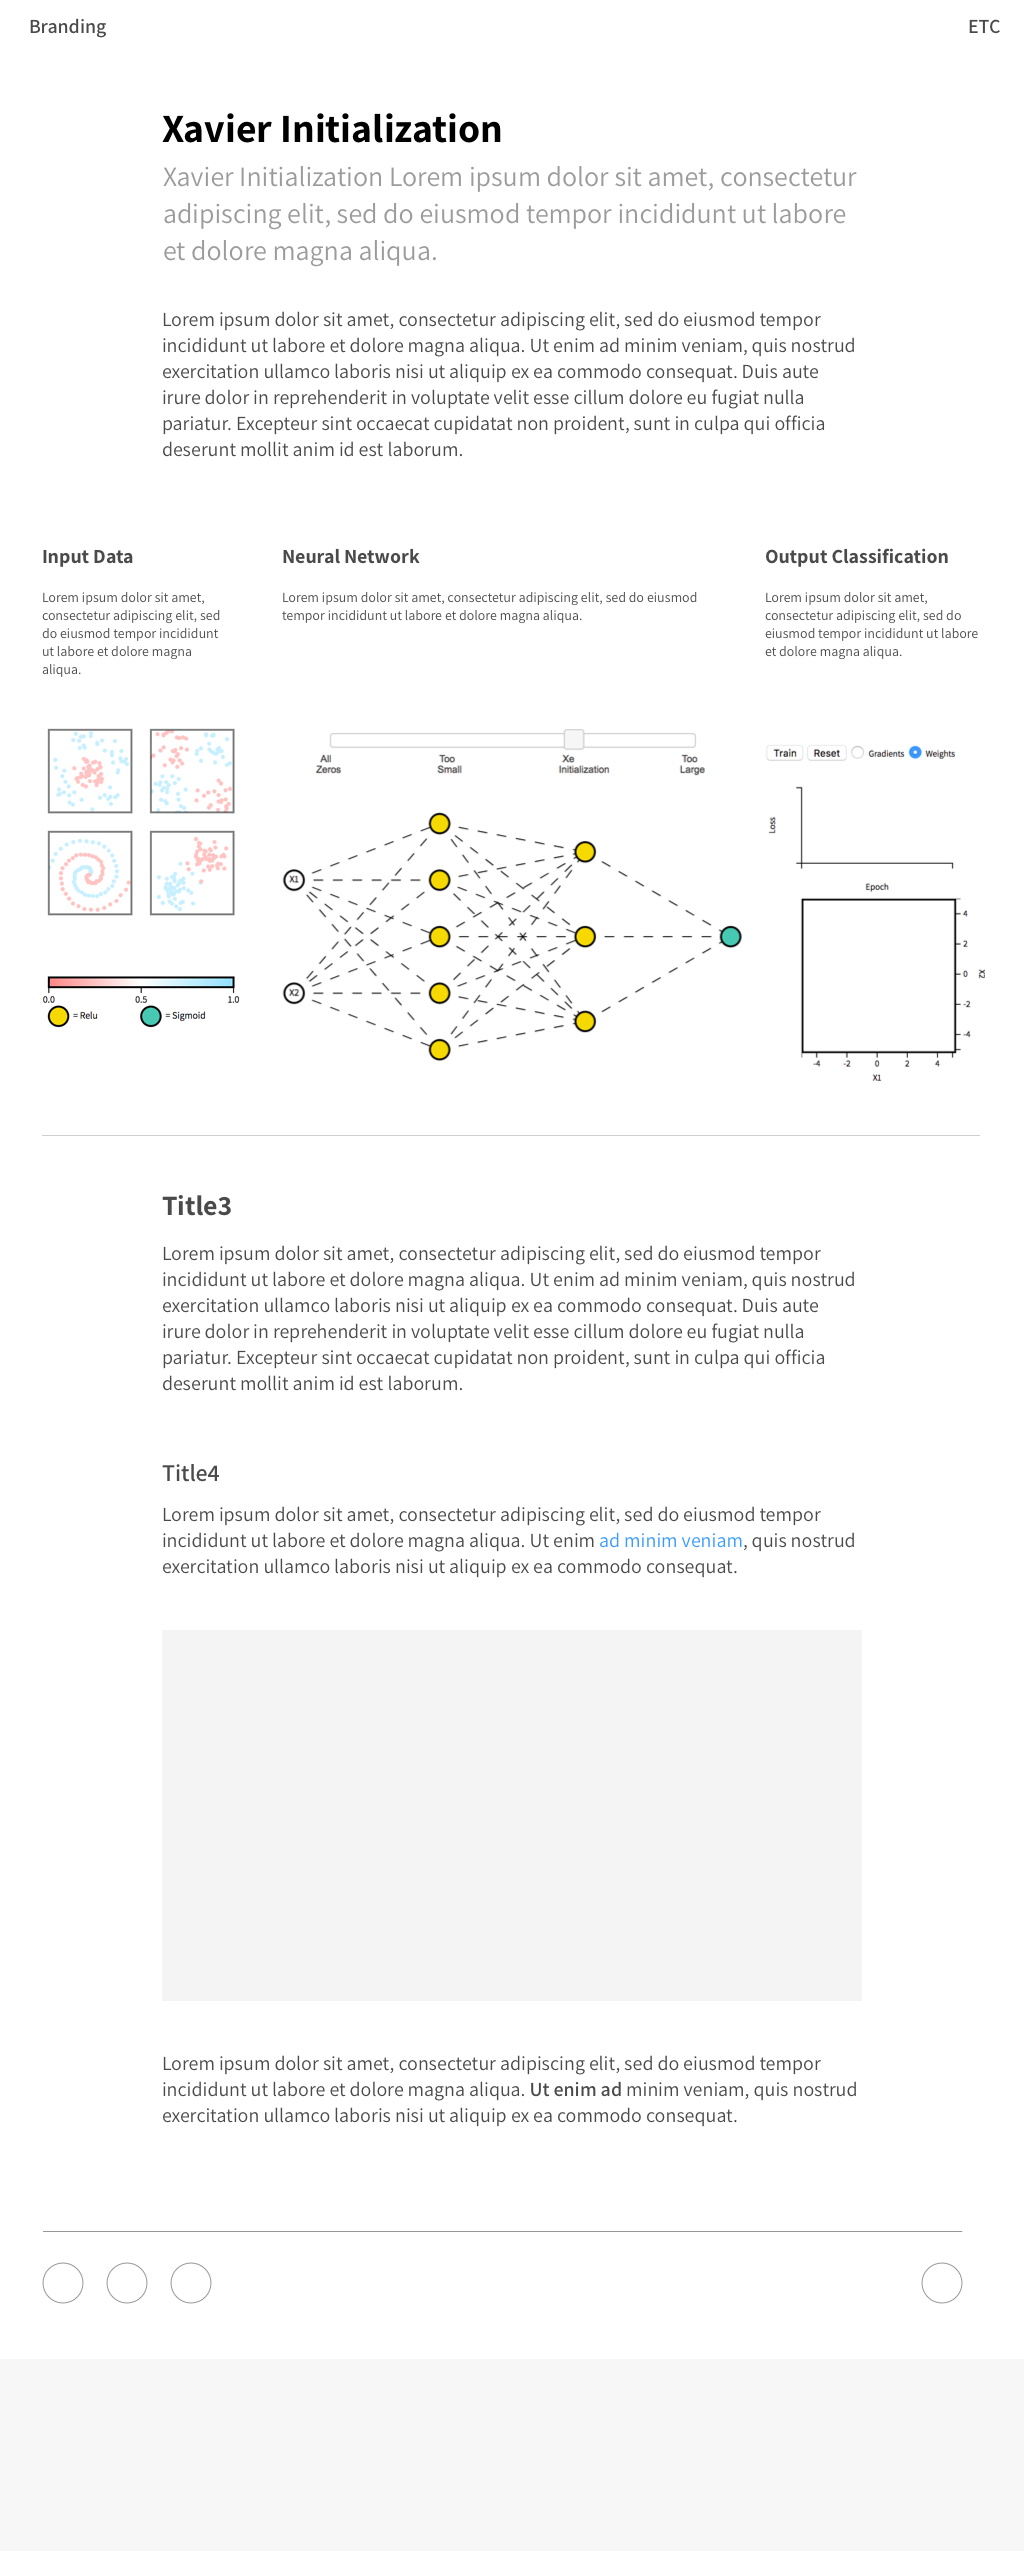 Branding
ETC
Xavier Initialization
Xavier Initialization Lorem ipsum dolor sit amet, consectetur
adipiscing elit, sed do eiusmod tempor incididunt ut labore
et dolore magna aliqua.
Lorem ipsum dolor sit amet, consectetur adipiscing elit, sed do eiusmod tempor
incididunt ut labore et dolore magna aliqua. Ut enim ad minim veniam, quis nostrud
exercitation ullamco laboris nisi ut aliquip ex ea commodo consequat. Duis aute
irure dolor in reprehenderit in voluptate velit esse cillum dolore eu fugiat nulla
pariatur. Excepteur sint occaecat cupidatat non proident, sunt in culpa qui officia
deserunt mollit anim id est laborum.
Input Data
Lorem ipsum dolor sit amet,
consectetur adipiscing elit, sed
do eiusmod tempor incididunt
ut labore et dolore magna
aliqua.
0.0 0.5 1.0
= Relu = Sigmoid
Neural Network
Lorem ipsum dolor sit amet, consectetur adipiscing elit, sed do eiusmod
tempor incididunt ut labore et dolore magna aliqua.
All Too Xe Too
Zeros Small Initialization Large
X1
X2
Output Classification
Lorem ipsum dolor sit amet,
consectetur adipiscing elit, sed do
eiusmod tempor incididunt ut labore
et dolore magna aliqua.
Train Reset Gradients Weights
Loss
Epoch
4
2
0
-2
-4
X2
-4 -2 0 2 4
X1
Title3
Lorem ipsum dolor sit amet, consectetur adipiscing elit, sed do eiusmod tempor
incididunt ut labore et dolore magna aliqua. Ut enim ad minim veniam, quis nostrud
exercitation ullamco laboris nisi ut aliquip ex ea commodo consequat. Duis aute
irure dolor in reprehenderit in voluptate velit esse cillum dolore eu fugiat nulla
pariatur. Excepteur sint occaecat cupidatat non proident, sunt in culpa qui officia
deserunt mollit anim id est laborum.
Title4
Lorem ipsum dolor sit amet, consectetur adipiscing elit, sed do eiusmod tempor
incididunt ut labore et dolore magna aliqua. Ut enim ad minim veniam, quis nostrud
exercitation ullamco laboris nisi ut aliquip ex ea commodo consequat.
Lorem ipsum dolor sit amet, consectetur adipiscing elit, sed do eiusmod tempor
incididunt ut labore et dolore magna aliqua. Ut enim ad minim veniam, quis nostrud
exercitation ullamco laboris nisi ut aliquip ex ea commodo consequat.